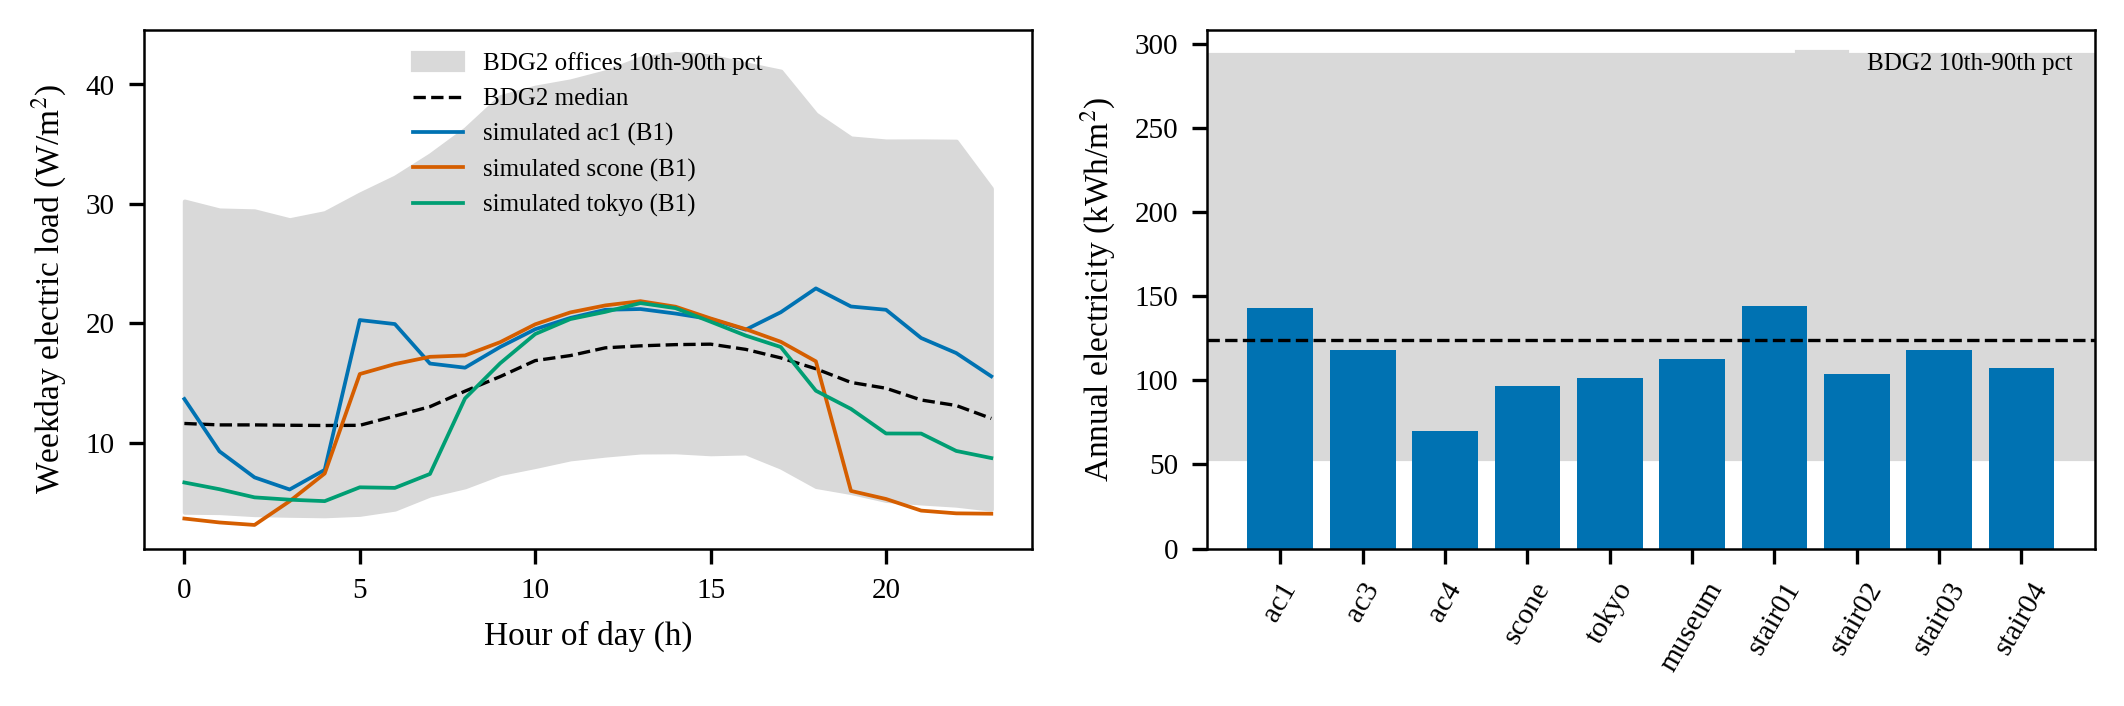 Weekday electric load (W/m²)
40
30
20
10
BDG2 offices 10th-90th pct
BDG2 median
simulated ac1 (B1)
simulated scone (B1)
simulated tokyo (B1)
0 5 10 15 20
Hour of day (h)
Annual electricity (kWh/m²)
300
250
200
150
100
50
0
BDG2 10th-90th pct
ac1 ac3 ac4 scone tokyo museum stair01 stair02 stair03 stair04